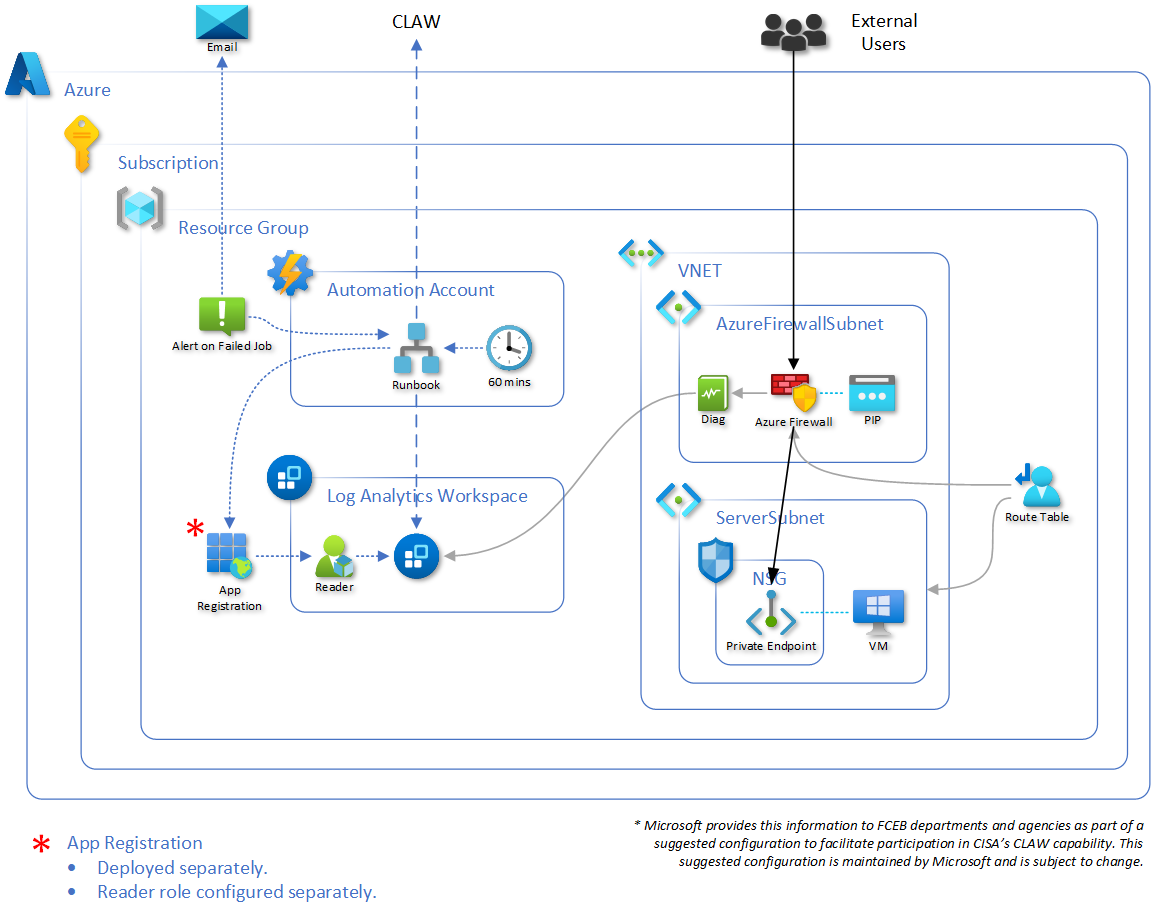 CLAW
External
Users
Email
Azure
Subscription
Resource Group
Automation Account
VNET
AzureFirewallSubnet
Alert on Failed Job
Runbook
60 mins
Diag
Azure Firewall
PIP
Log Analytics Workspace
ServerSubnet
Route Table
*
App
Registration
Reader
NSG
Private Endpoint
VM
* App Registration
• Deployed separately.
• Reader role configured separately.
* Microsoft provides this information to FCEB departments and agencies as part of a
suggested configuration to facilitate participation in CISA’s CLAW capability. This
suggested configuration is maintained by Microsoft and is subject to change.